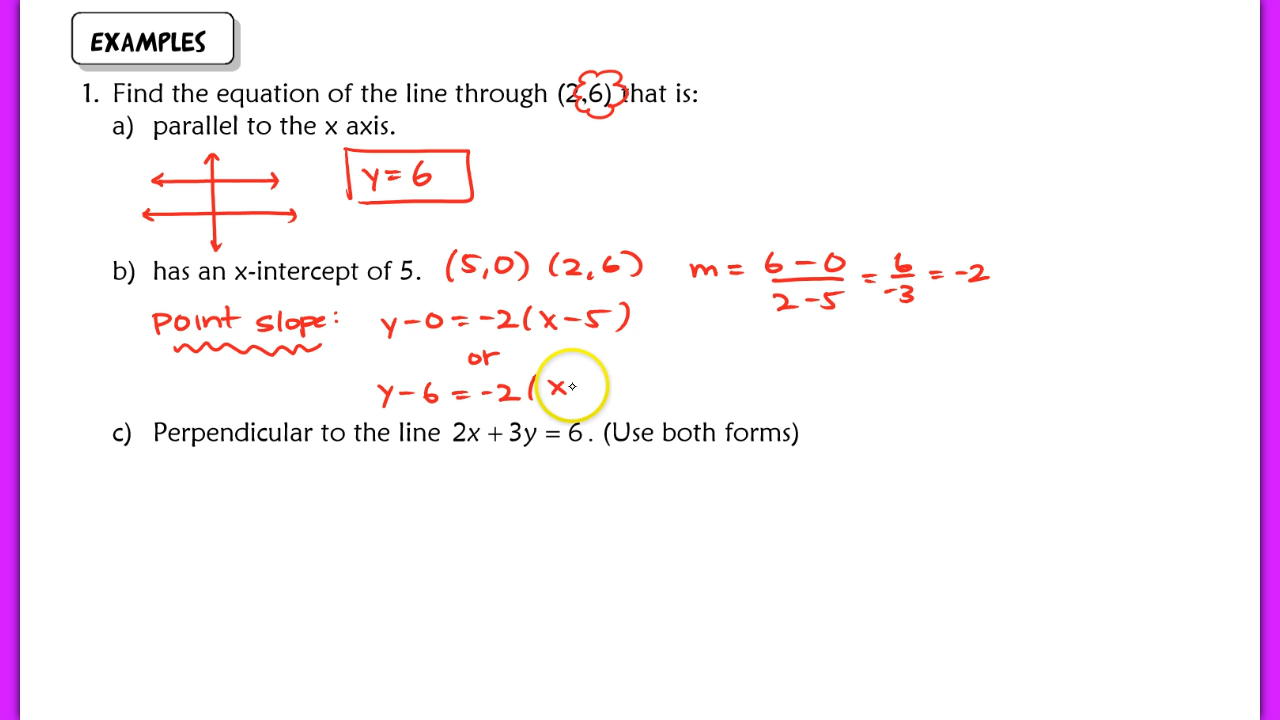 EXAMPLES
1. Find the equation of the line through (2,6) that is:
a) parallel to the x axis.
y = 6
b) has an x-intercept of 5. (5,0) (2,6) m = 6 - 0 / 2 - 5 = 6 / -3 = -2
Point slope: y - 0 = -2(x - 5)
or
y - 6 = -2(x
c) Perpendicular to the line 2x + 3y = 6. (Use both forms)